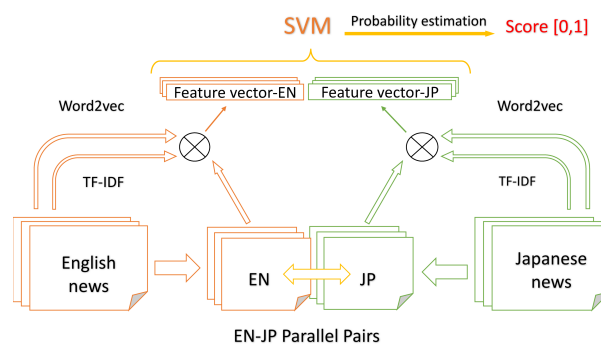 SVM
Probability estimation
Score [0,1]
Feature vector-EN
Feature vector-JP
Word2vec
Word2vec
TF-IDF
TF-IDF
English
news
EN
JP
Japanese
news
EN-JP Parallel Pairs